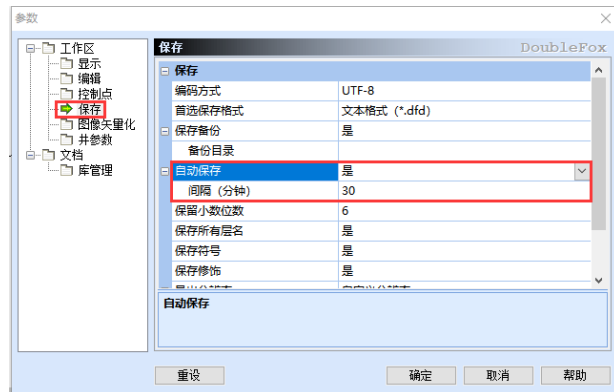 参数
工作区
显示
编辑
控制点
保存
图像矢量化
井参数
文档
库管理
保存 DoubleFox
保存
编码方式 UTF-8
首选保存格式 文本格式 (*.dfd)
保存备份 是
备份目录
自动保存 是
间隔（分钟） 30
保留小数位数 6
保存所有层名 是
保存符号 是
保存修饰 是
自动保存
重设 确定 取消 帮助